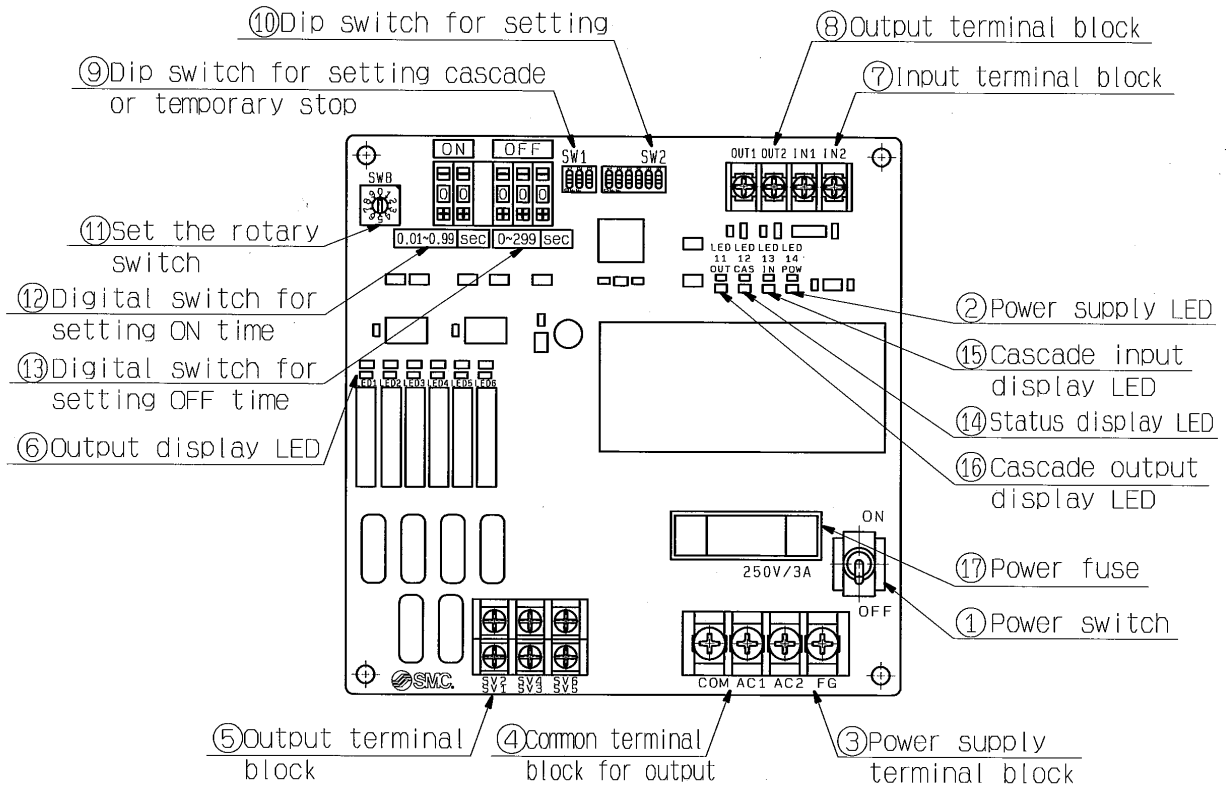 ⑩Dip switch for setting
⑧Output terminal block
⑨Dip switch for setting cascade
or temporary stop
⑦Input terminal block
ON OFF
SW1 SW2
OUT1 OUT2 IN1 IN2
SWB
⑪Set the rotary
switch
0.01~0.99 sec 0~299 sec
0 0 0 0 0
LED LED LED LED
11 12 13 14
OUT CAS IN POW
⑫Digital switch for
setting ON time
②Power supply LED
⑮Cascade input
display LED
⑬Digital switch for
setting OFF time
LED1 LED2 LED3 LED4 LED5 LED6
⑭Status display LED
⑥Output display LED
⑯Cascade output
display LED
ON
250V/3A
⑰Power fuse
OFF
①Power switch
SMC.
SV2 SV4 SV6
SV1 SV3 SV5
COM AC1 AC2 FG
⑤Output terminal
block
④Common terminal
block for output
③Power supply
terminal block